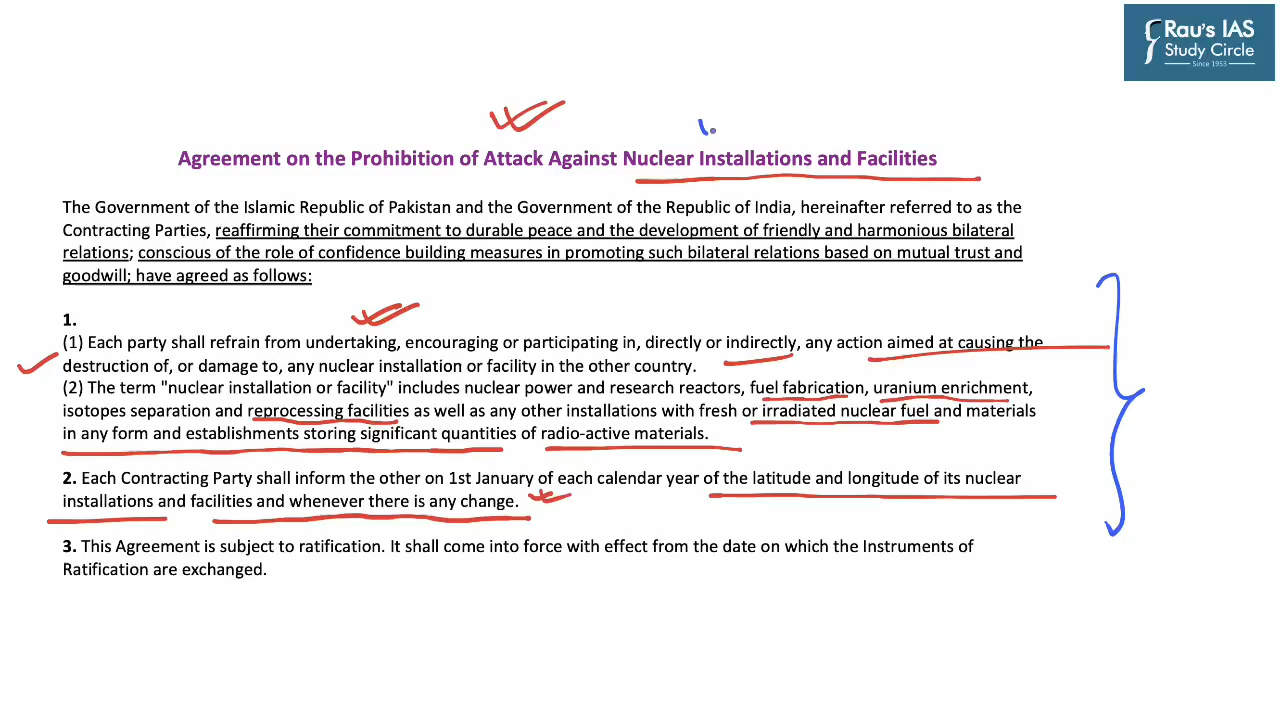 Rau's IAS
Study Circle
Since 1953
Agreement on the Prohibition of Attack Against Nuclear Installations and Facilities
The Government of the Islamic Republic of Pakistan and the Government of the Republic of India, hereinafter referred to as the
Contracting Parties, reaffirming their commitment to durable peace and the development of friendly and harmonious bilateral
relations; conscious of the role of confidence building measures in promoting such bilateral relations based on mutual trust and
goodwill; have agreed as follows:
1.
(1) Each party shall refrain from undertaking, encouraging or participating in, directly or indirectly, any action aimed at causing the
destruction of, or damage to, any nuclear installation or facility in the other country.
(2) The term "nuclear installation or facility" includes nuclear power and research reactors, fuel fabrication, uranium enrichment,
isotopes separation and reprocessing facilities as well as any other installations with fresh or irradiated nuclear fuel and materials
in any form and establishments storing significant quantities of radio-active materials.
2. Each Contracting Party shall inform the other on 1st January of each calendar year of the latitude and longitude of its nuclear
installations and facilities and whenever there is any change.
3. This Agreement is subject to ratification. It shall come into force with effect from the date on which the Instruments of
Ratification are exchanged.